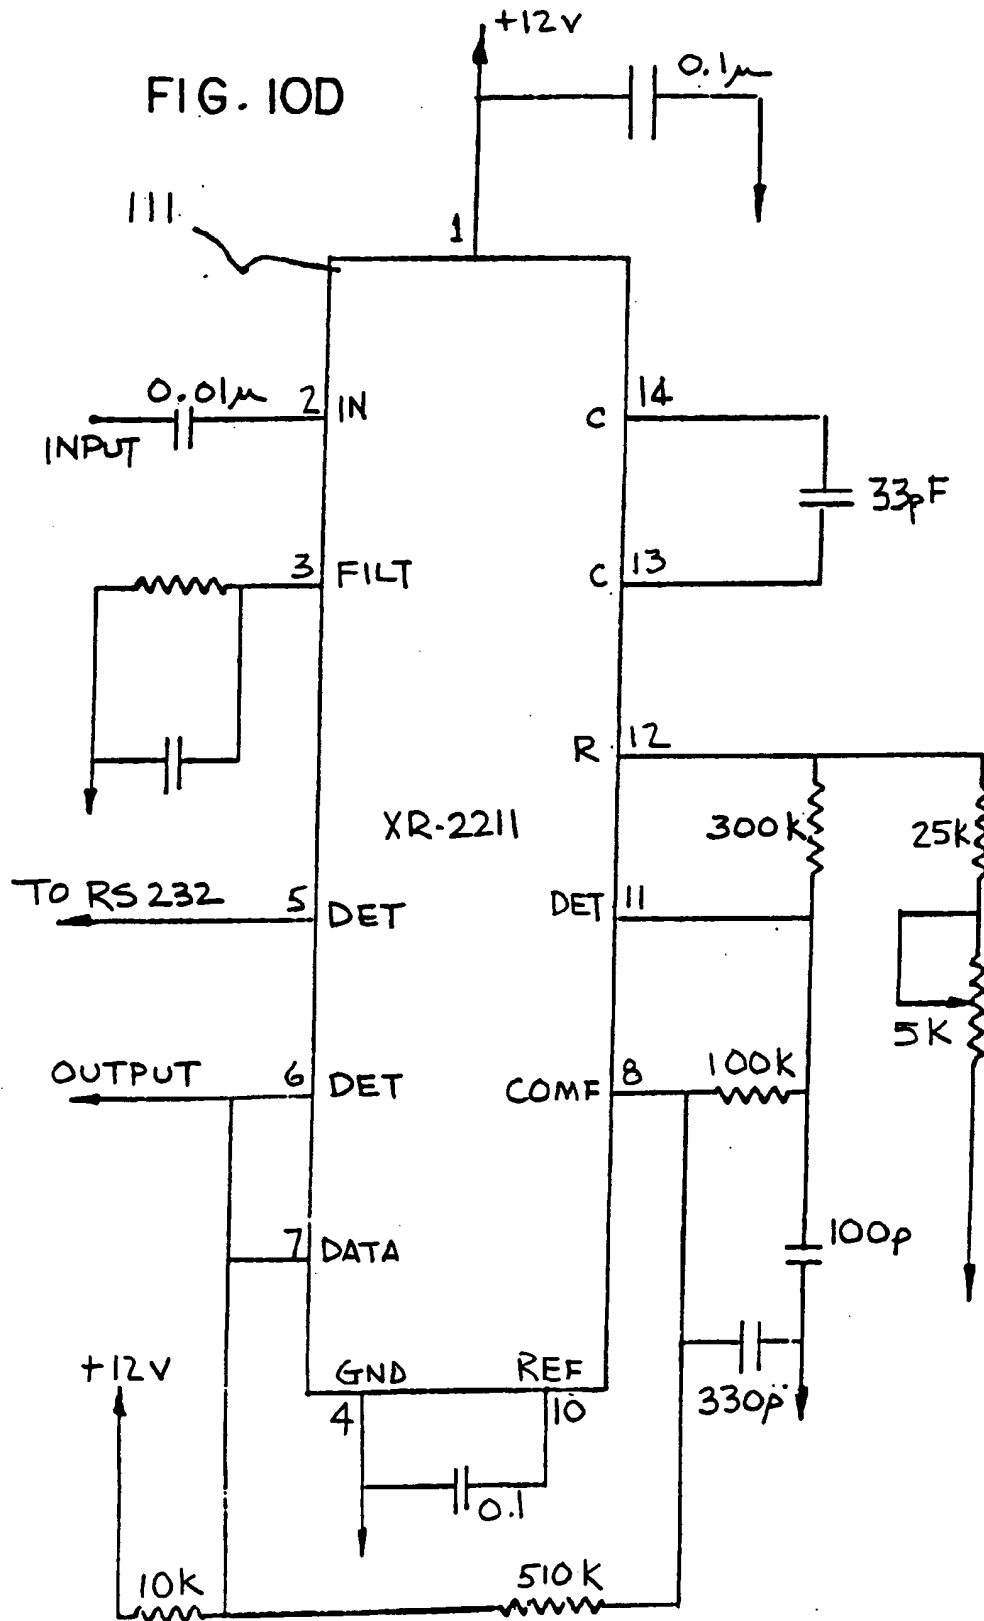 +12v
FIG. 10D
0.1μ
111
1
0.01μ
2 IN
INPUT
14
C
33pF
3 FILT
13
C
R 12
XR-2211
300k
25K
TO RS 232
5 DET
DET 11
5K
OUTPUT
6 DET
COMF 8
100k
7 DATA
100p
+12V
GND
REF
4
10
330p
0.1
10K
510K